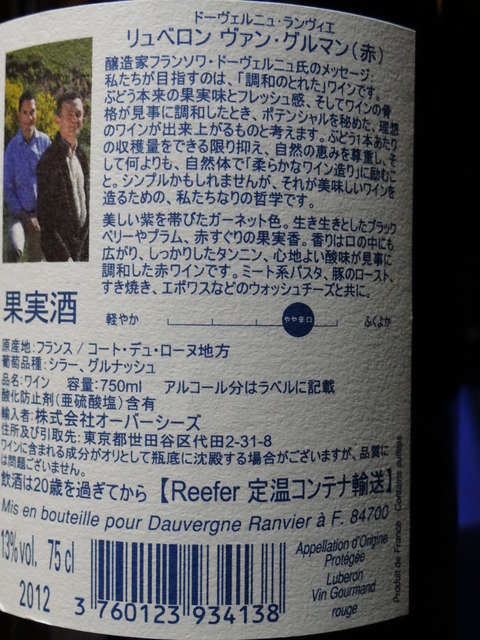 ドーヴェルニュ・ランヴィエ
リュベロン ヴァン・グルマン(赤)
醸造家フランソワ・ドーヴェルニュ氏のメッセージ:
私たちが目指すのは、「調和のとれた」ワインです。
ぶどう本来の果実味とフレッシュ感、そしてワインの骨
格が見事に調和したとき、ポテンシャルを秘めた、理想
のワインが出来上がるものと考えます。ぶどう1本あたり
の収穫量をできる限り抑え、自然の恵みを尊重し、そ
して何よりも、自然体で「柔らかなワイン造り」に励むこ
と。シンプルかもしれませんが、それが美味しいワインを
造るための、私たちなりの哲学です。
美しい紫を帯びたガーネット色。生き生きとしたブラック
ベリーやプラム、赤すぐりの果実香。香りは口の中にも
広がり、しっかりしたタンニン、心地よい酸味が見事に
調和した赤ワインです。ミート系パスタ、豚のロースト、
すき焼き、エポワスなどのウォッシュチーズと共に。
果実酒
軽やか やや辛口 ふくよか
原産地:フランス / コート・デュ・ローヌ地方
葡萄品種:シラー、グルナッシュ
品名:ワイン 容量:750ml アルコール分はラベルに記載
酸化防止剤(亜硫酸塩)含有
輸入者:株式会社オーバーシーズ
住所及び引取先:東京都世田谷区代田2-31-8
ワインに含まれる成分がオリとして瓶底に沈殿する場合がございますが、品質に
は問題ございません。
飲酒は20歳を過ぎてから【Reefer 定温コンテナ輸送】
Mis en bouteille pour Dauvergne Ranvier à F. 84700
13%vol. 75 cl
2012
3 760123 934138
Appellation d'Origine
Protégée
Luberon
Vin Gourmand
rouge
Produit de France Contains sulfites